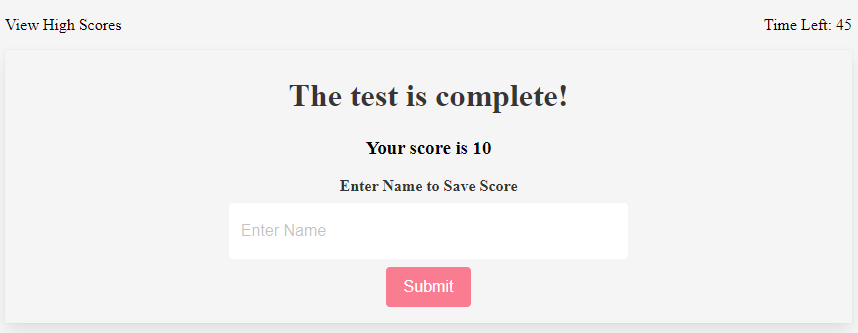 View High Scores
Time Left: 45
The test is complete!
Your score is 10
Enter Name to Save Score
Enter Name
Submit